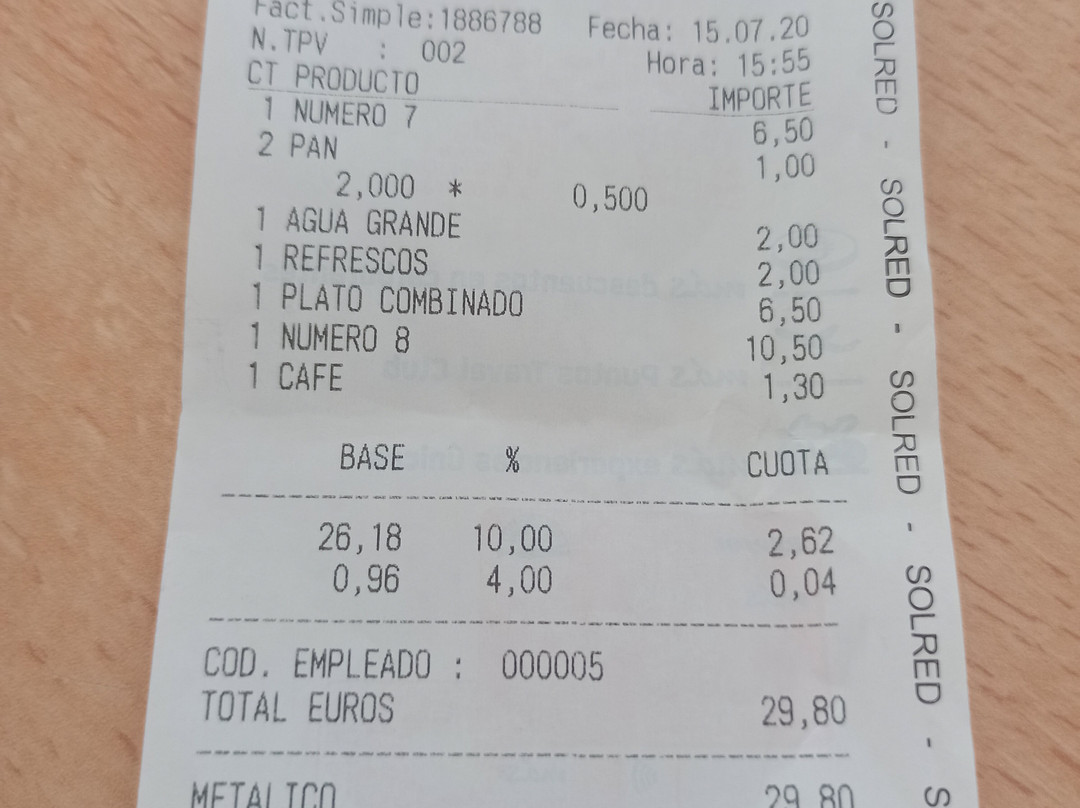 Fact.Simple:1886788 Fecha: 15.07.20
N.TPV : 002 Hora: 15:55
CT PRODUCTO IMPORTE
1 NUMERO 7 6,50
2 PAN 1,00
2,000 * 0,500
1 AGUA GRANDE 2,00
1 REFRESCOS 2,00
1 PLATO COMBINADO 6,50
1 NUMERO 8 10,50
1 CAFE 1,30
BASE % CUOTA
26,18 10,00 2,62
0,96 4,00 0,04
COD. EMPLEADO : 000005
TOTAL EUROS 29,80
METALICO 29,80
SOLRED - SOLRED - SOLRED - SOLRED - S